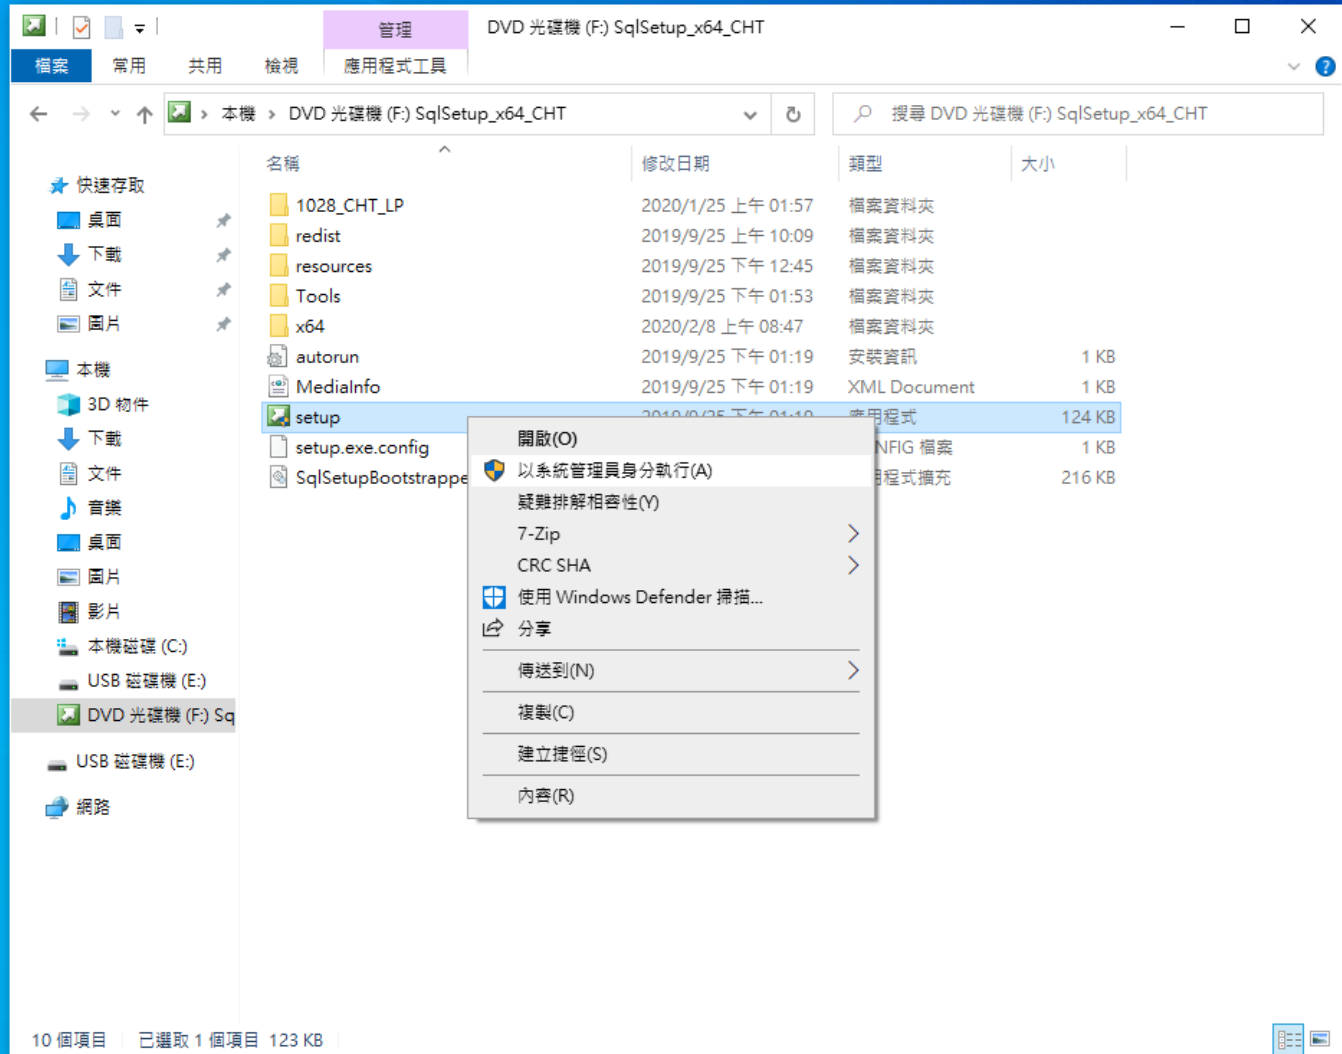 管理
DVD 光碟機 (F:) SqlSetup_x64_CHT
檔案 常用 共用 檢視 應用程式工具
本機 DVD 光碟機 (F:) SqlSetup_x64_CHT
搜尋 DVD 光碟機 (F:) SqlSetup_x64_CHT
快速存取
桌面
下載
文件
圖片
本機
3D 物件
下載
文件
音樂
桌面
圖片
影片
本機磁碟 (C:)
USB 磁碟機 (E:)
DVD 光碟機 (F:) Sq
USB 磁碟機 (E:)
網路
名稱 修改日期 類型 大小
1028_CHT_LP 2020/1/25 上午 01:57 檔案資料夾
redist 2019/9/25 上午 10:09 檔案資料夾
resources 2019/9/25 下午 12:45 檔案資料夾
Tools 2019/9/25 下午 01:53 檔案資料夾
x64 2020/2/8 上午 08:47 檔案資料夾
autorun 2019/9/25 下午 01:19 安裝資訊 1 KB
MediaInfo 2019/9/25 下午 01:19 XML Document 1 KB
setup 2019/9/25 下午 01:19 應用程式 124 KB
setup.exe.config NFIG 檔案 1 KB
SqlSetupBootstrappe 程式擴充 216 KB
開啟(O)
以系統管理員身分執行(A)
疑難排解相容性(Y)
7-Zip
CRC SHA
使用 Windows Defender 掃描...
分享
傳送到(N)
複製(C)
建立捷徑(S)
內容(R)
10 個項目 已選取 1 個項目 123 KB